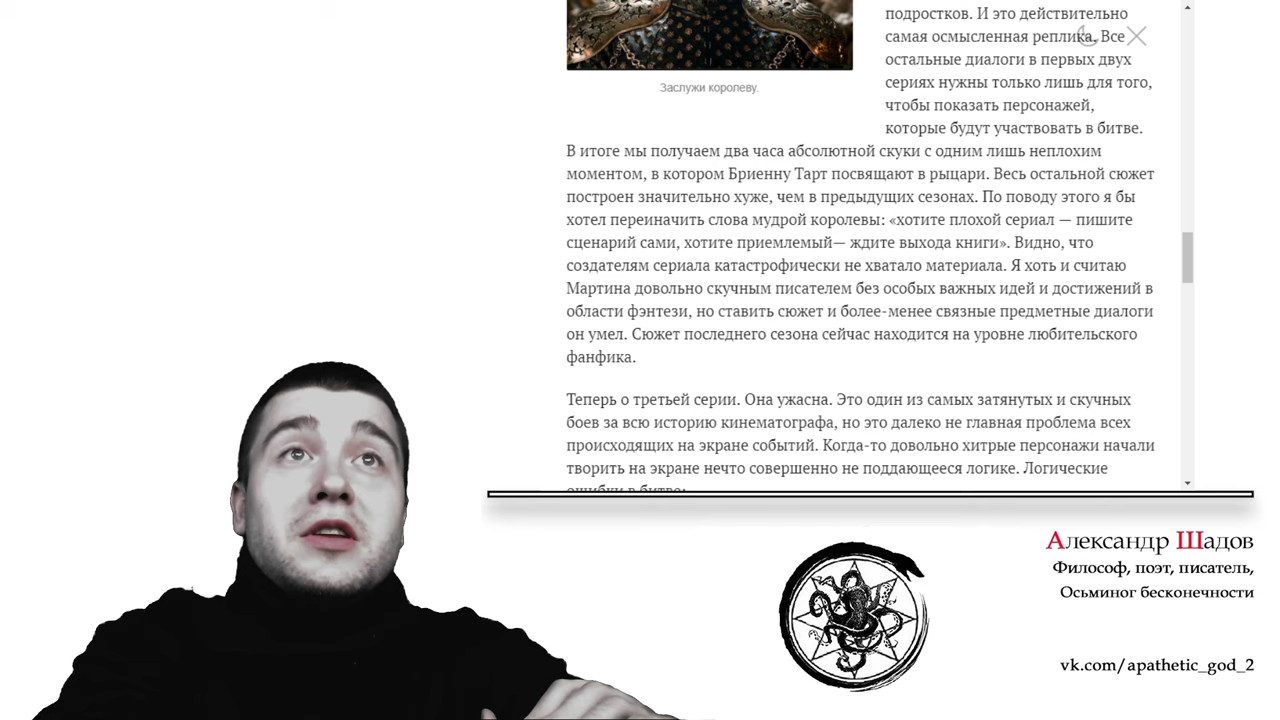 подростков. И это действительно
самая осмысленная реплика. Все
остальные диалоги в первых двух
сериях нужны только лишь для того,
чтобы показать персонажей,
которые будут участвовать в битве.
Заслужи королеву.
В итоге мы получаем два часа абсолютной скуки с одним лишь неплохим
моментом, в котором Бриенну Тарт посвящают в рыцари. Весь остальной сюжет
построен значительно хуже, чем в предыдущих сезонах. По поводу этого я бы
хотел переиначить слова мудрой королевы: «хотите плохой сериал — пишите
сценарий сами, хотите приемлемый— ждите выхода книги». Видно, что
создателям сериала катастрофически не хватало материала. Я хоть и считаю
Мартина довольно скучным писателем без особых важных идей и достижений в
области фэнтези, но ставить сюжет и более-менее связные предметные диалоги
он умел. Сюжет последнего сезона сейчас находится на уровне любительского
фанфика.
Теперь о третьей серии. Она ужасна. Это один из самых затянутых и скучных
боев за всю историю кинематографа, но это далеко не главная проблема всех
происходящих на экране событий. Когда-то довольно хитрые персонажи начали
творить на экране нечто совершенно не поддающееся логике. Логические
ошибки в битве:
Александр Шадов
Философ, поэт, писатель,
Осьминог бесконечности
vk.com/apathetic_god_2